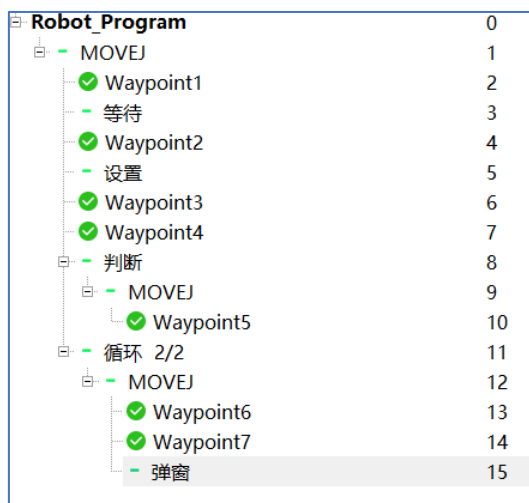 Robot_Program 0
MOVEJ 1
Waypoint1 2
等待 3
Waypoint2 4
设置 5
Waypoint3 6
Waypoint4 7
判断 8
MOVEJ 9
Waypoint5 10
循环 2/2 11
MOVEJ 12
Waypoint6 13
Waypoint7 14
弹窗 15